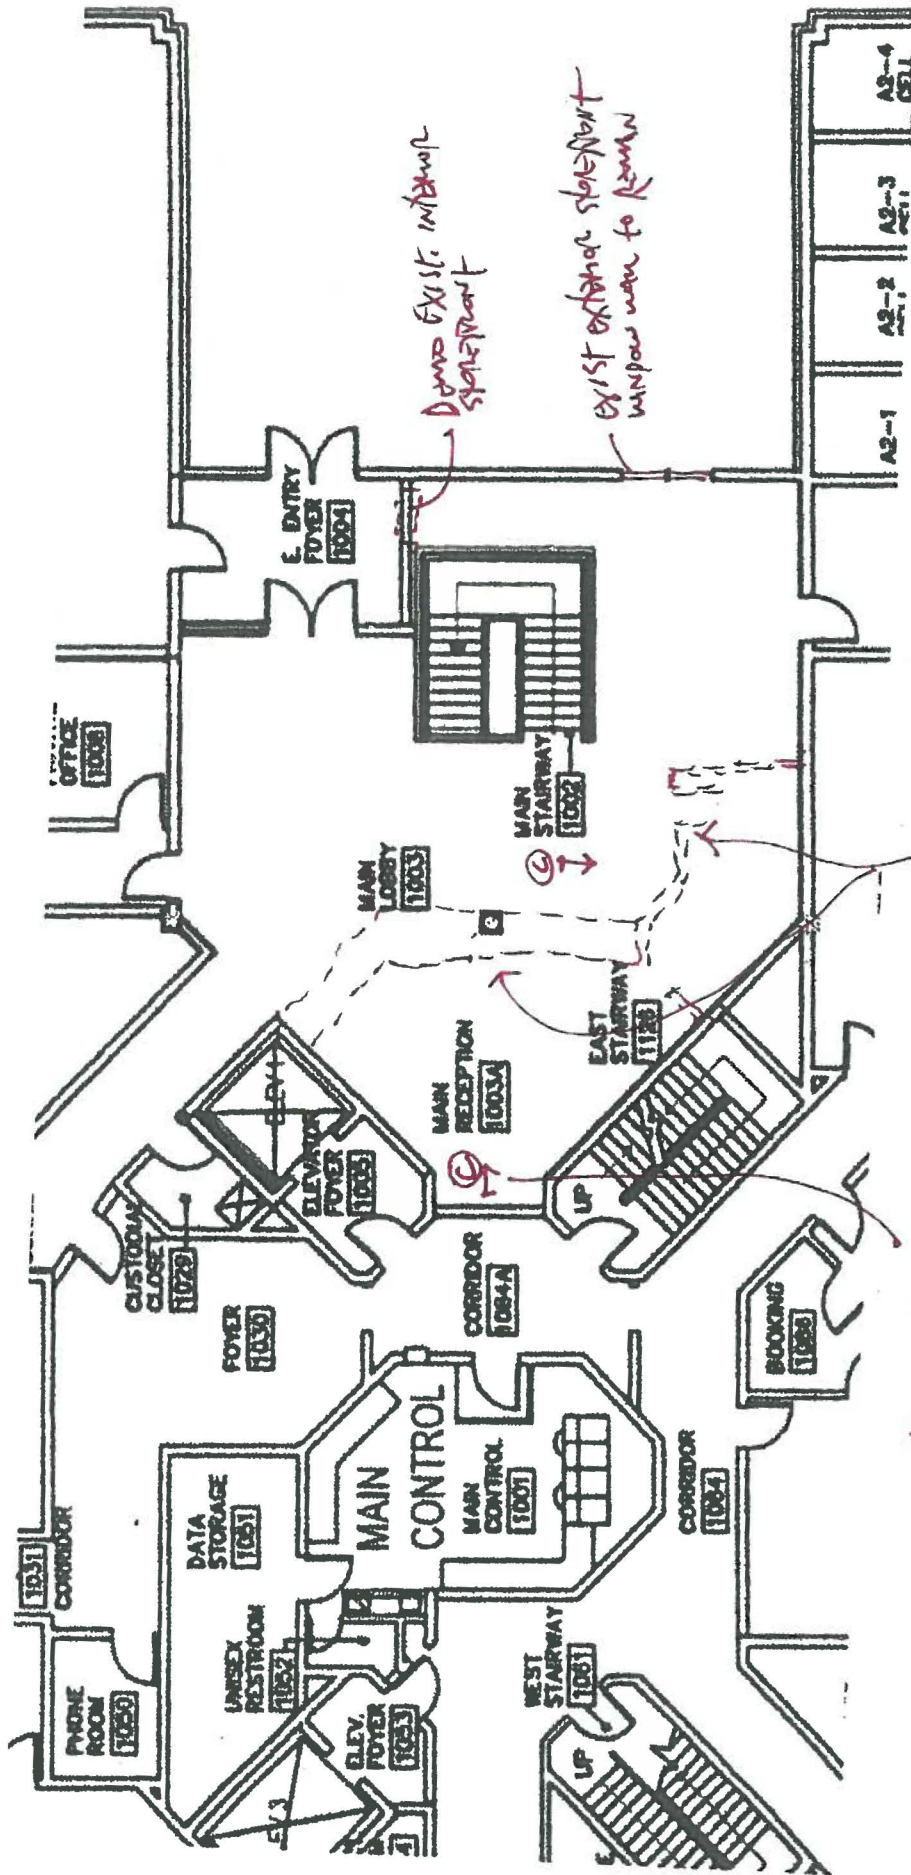 PHONE
ROOM
1050
1031
CORRIDOR
DATA
STORAGE
1051
UNISEX
RESTROOM
1052
ELEV.
FOYER
1053
MAIN
CONTROL
MAIN
CONTROL
1001
WEST
STAIRWAY
1061
UP
CORRIDOR
1084
FOYER
1030
CUSTODIAL
CLOSE
1029
ELEVATOR
FOYER
1005
CORRIDOR
1084A
BOOKING
UP
MAIN
RECEPTION
1003A
C
EAST
STAIRWAY
1126
MAIN
LOBBY
1003
MAIN
STAIRWAY
1002
C
OFFICE
1008
E. ENTRY
FOYER
1004
Demo EXIST. INTERIOR
STOREFRONT
EXIST EXTERIOR STOREFRONT
WINDOW WALL to REMAIN
A2-1
A2-2
A2-3
A2-4
CELL